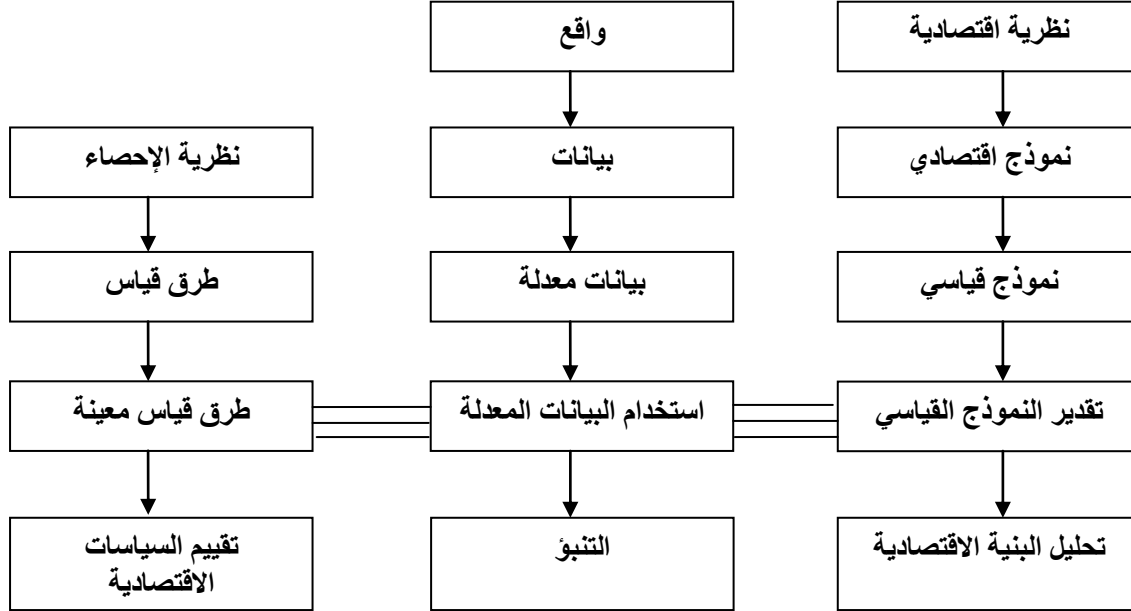 نظرية اقتصادية
واقع
نموذج اقتصادي
بيانات
نظرية الإحصاء
نموذج قياسي
بيانات معدلة
طرق قياس
تقدير النموذج القياسي
استخدام البيانات المعدلة
طرق قياس معينة
تحليل البنية الاقتصادية
التنبؤ
تقييم السياسات
الاقتصادية